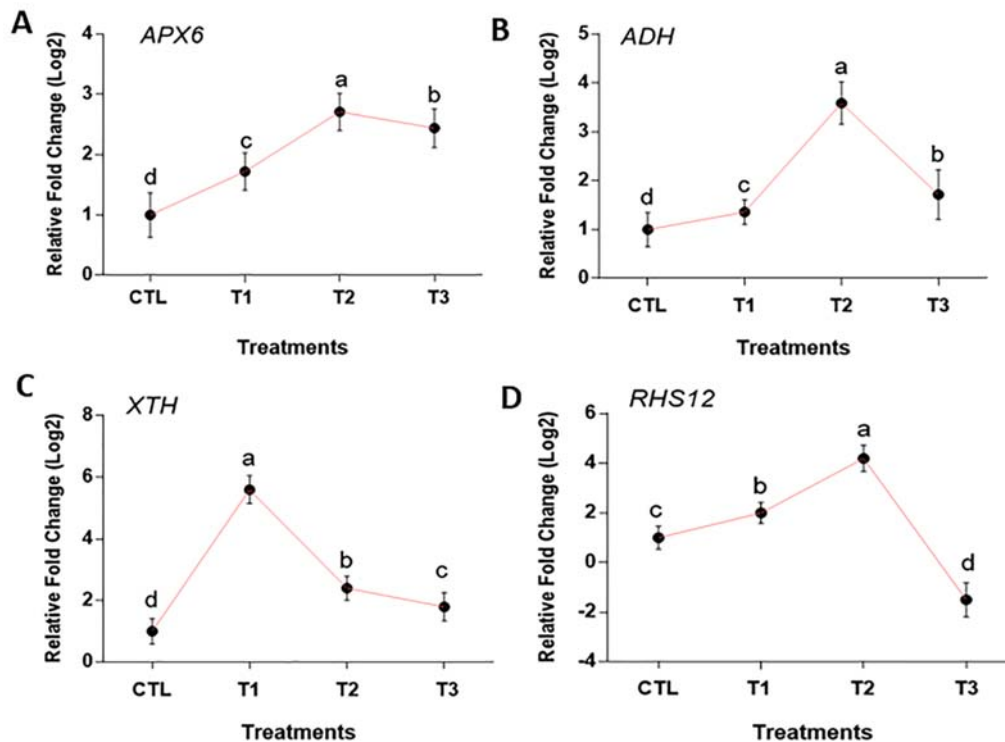 A
APX6
Relative Fold Change (Log2)
4
3
2
1
0
d
c
a
b
CTL T1 T2 T3
Treatments
B
ADH
Relative Fold Change (Log2)
5
4
3
2
1
0
d
c
a
b
CTL T1 T2 T3
Treatments
C
XTH
Relative Fold Change (Log2)
8
6
4
2
0
d
a
b
c
CTL T1 T2 T3
Treatments
D
RHS12
Relative Fold Change (Log2)
6
4
2
0
-2
-4
c
b
a
d
CTL T1 T2 T3
Treatments